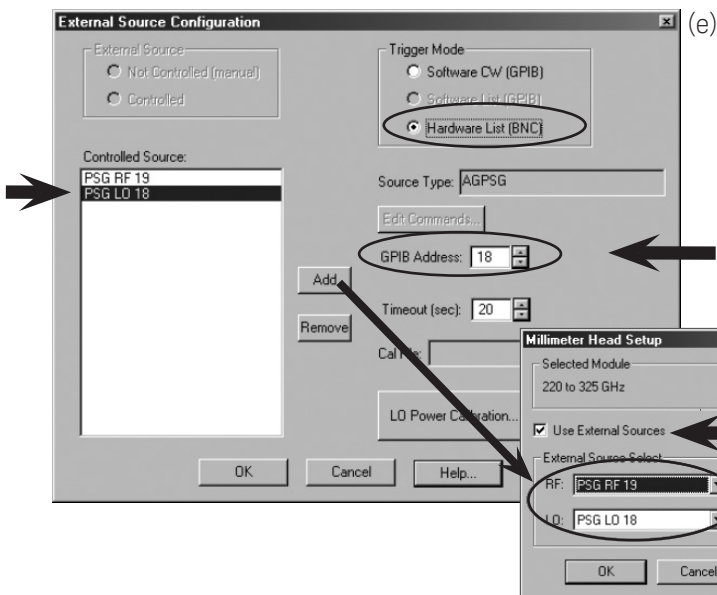 External Source Configuration
(e)
External Source
Not Controlled (manual)
Controlled
Trigger Mode
Software CW (GPIB)
Software List (GPIB)
Hardware List (BNC)
Controlled Source:
PSG RF 19
PSG LO 18
Source Type: AGPSG
Edit Commands...
GPIB Address: 18
Add
Remove
Timeout (sec): 20
Cal File:
LO Power Calibration...
OK
Cancel
Help...
Millimeter Head Setup
Selected Module
220 to 325 GHz
Use External Sources
External Source Select
RF: PSG RF 19
LO: PSG LO 18
OK
Cancel